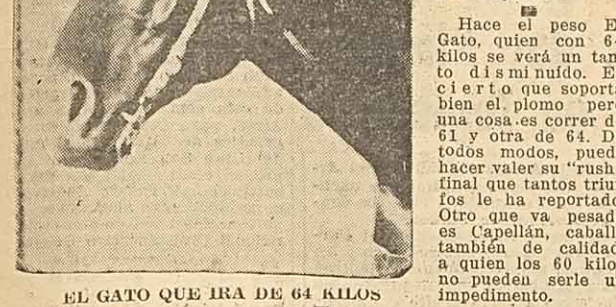 Hace el peso E
Gato, quien con 64
kilos se verá un tan
to disminuído. E
cierto que soporta
bien el plomo per
una cosa es correr d
61 y otra de 64. D
todos modos, pued
hacer valer su "rush
final que tantos triun
fos le ha reportado
Otro que va pesad
es Capellán, caball
también de calidad
a quien los 60 kilo
no pueden serle u
impedimento.
EL GATO QUE IRA DE 64 KILOS